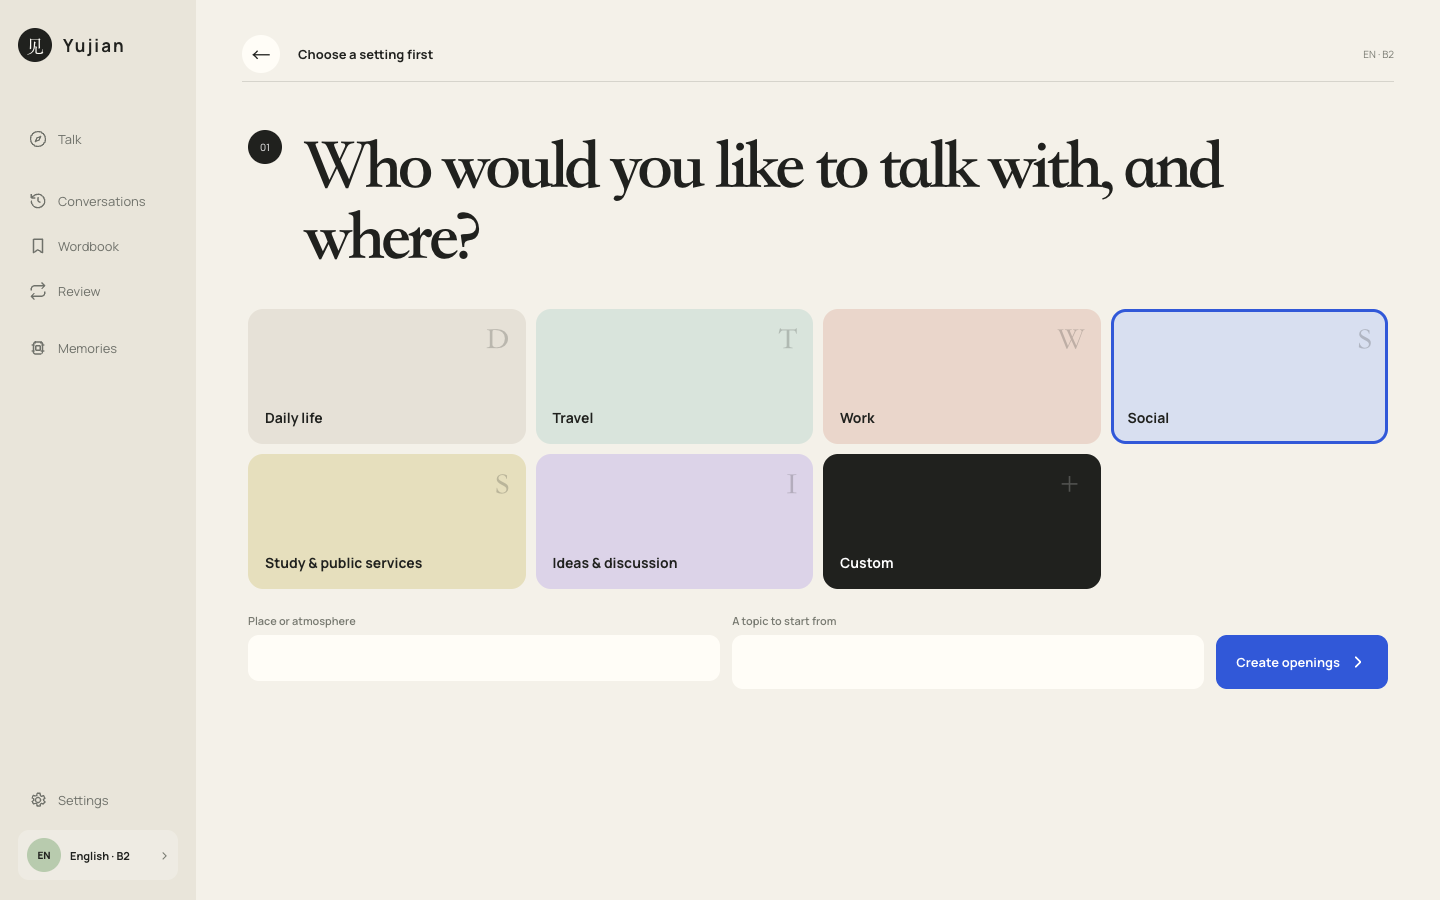 见 Yujian
Talk
Conversations
Wordbook
Review
Memories
Settings
EN English · B2
← Choose a setting first
EN · B2
01
Who would you like to talk with, and
where?
D
Daily life
T
Travel
W
Work
S
Social
S
Study & public services
I
Ideas & discussion
+
Custom
Place or atmosphere
A topic to start from
Create openings